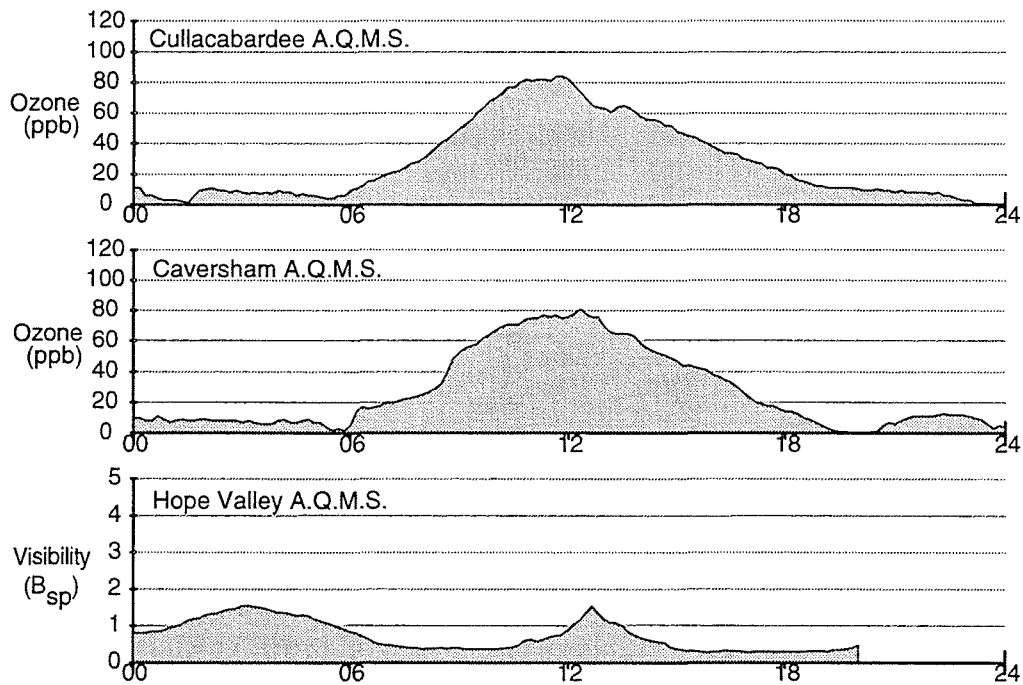 120
Cullacabardee A.Q.M.S.
100
80
Ozone
(ppb)
60
40
20
0
00 06 12 18 24
120
Caversham A.Q.M.S.
100
80
Ozone
(ppb)
60
40
20
0
00 06 12 18 24
5
Hope Valley A.Q.M.S.
4
3
Visibility
(Bsp)
2
1
0
00 06 12 18 24